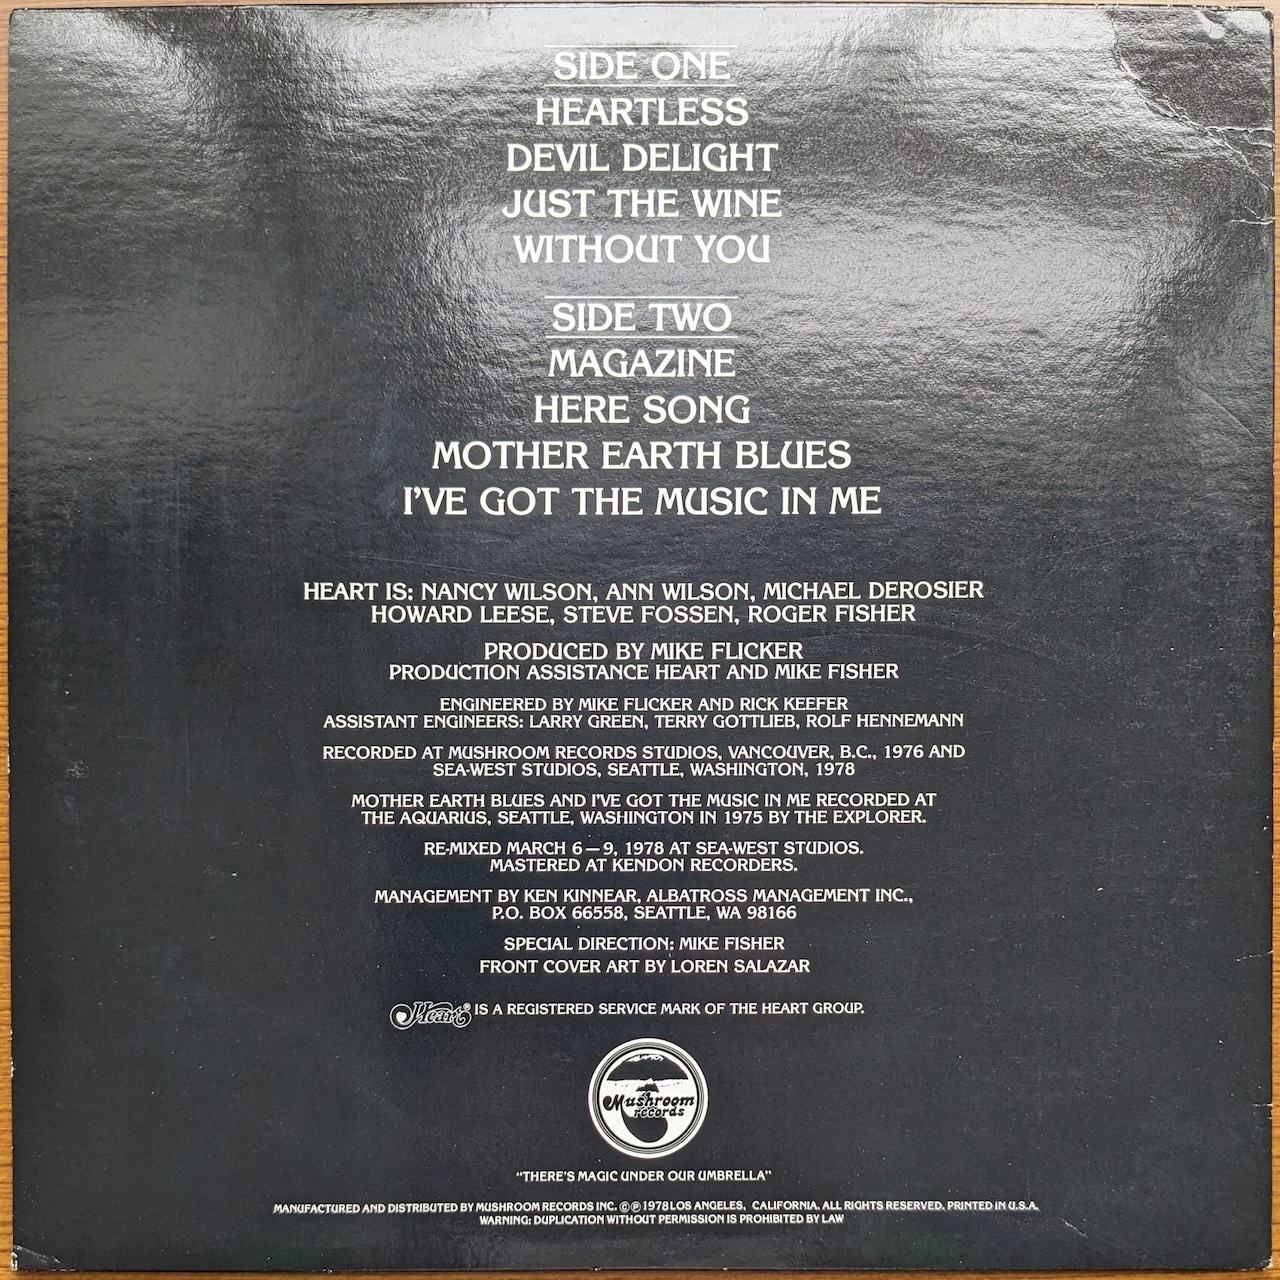 SIDE ONE
HEARTLESS
DEVIL DELIGHT
JUST THE WINE
WITHOUT YOU
SIDE TWO
MAGAZINE
HERE SONG
MOTHER EARTH BLUES
I'VE GOT THE MUSIC IN ME
HEART IS: NANCY WILSON, ANN WILSON, MICHAEL DEROSIER
HOWARD LEESE, STEVE FOSSEN, ROGER FISHER
PRODUCED BY MIKE FLICKER
PRODUCTION ASSISTANCE HEART AND MIKE FISHER
ENGINEERED BY MIKE FLICKER AND RICK KEEFER
ASSISTANT ENGINEERS: LARRY GREEN, TERRY GOTTLIEB, ROLF HENNEMANN
RECORDED AT MUSHROOM RECORDS STUDIOS, VANCOUVER, B.C., 1976 AND
SEA-WEST STUDIOS, SEATTLE, WASHINGTON, 1978
MOTHER EARTH BLUES AND I'VE GOT THE MUSIC IN ME RECORDED AT
THE AQUARIUS, SEATTLE, WASHINGTON IN 1975 BY THE EXPLORER.
RE-MIXED MARCH 6—9, 1978 AT SEA-WEST STUDIOS.
MASTERED AT KENDON RECORDERS.
MANAGEMENT BY KEN KINNEAR, ALBATROSS MANAGEMENT INC.,
P.O. BOX 66558, SEATTLE, WA 98166
SPECIAL DIRECTION: MIKE FISHER
FRONT COVER ART BY LOREN SALAZAR
Heart® IS A REGISTERED SERVICE MARK OF THE HEART GROUP.
Mushroom
records
"THERE'S MAGIC UNDER OUR UMBRELLA"
MANUFACTURED AND DISTRIBUTED BY MUSHROOM RECORDS INC. ©℗1978 LOS ANGELES, CALIFORNIA. ALL RIGHTS RESERVED. PRINTED IN U.S.A.
WARNING: DUPLICATION WITHOUT PERMISSION IS PROHIBITED BY LAW